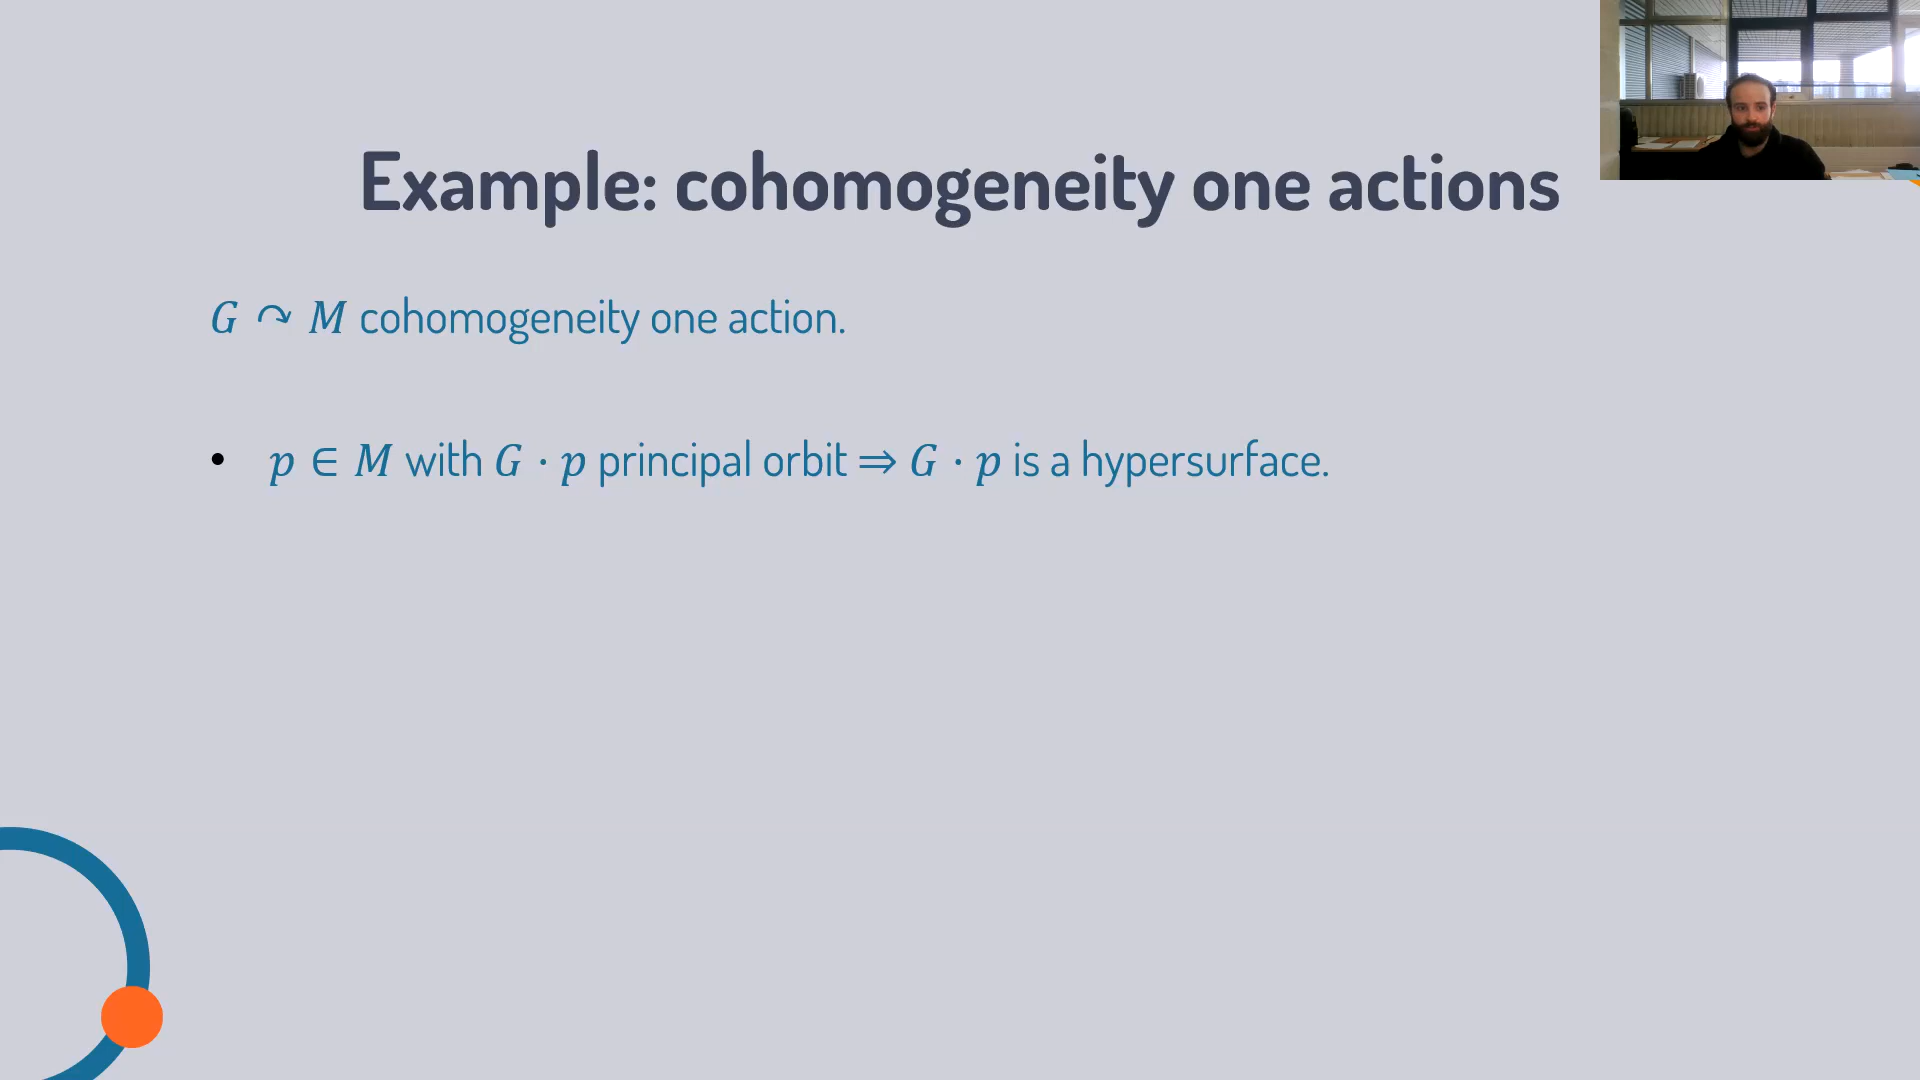 Example: cohomogeneity one actions
G ↷ M cohomogeneity one action.
• p ∈ M with G · p principal orbit ⇒ G · p is a hypersurface.